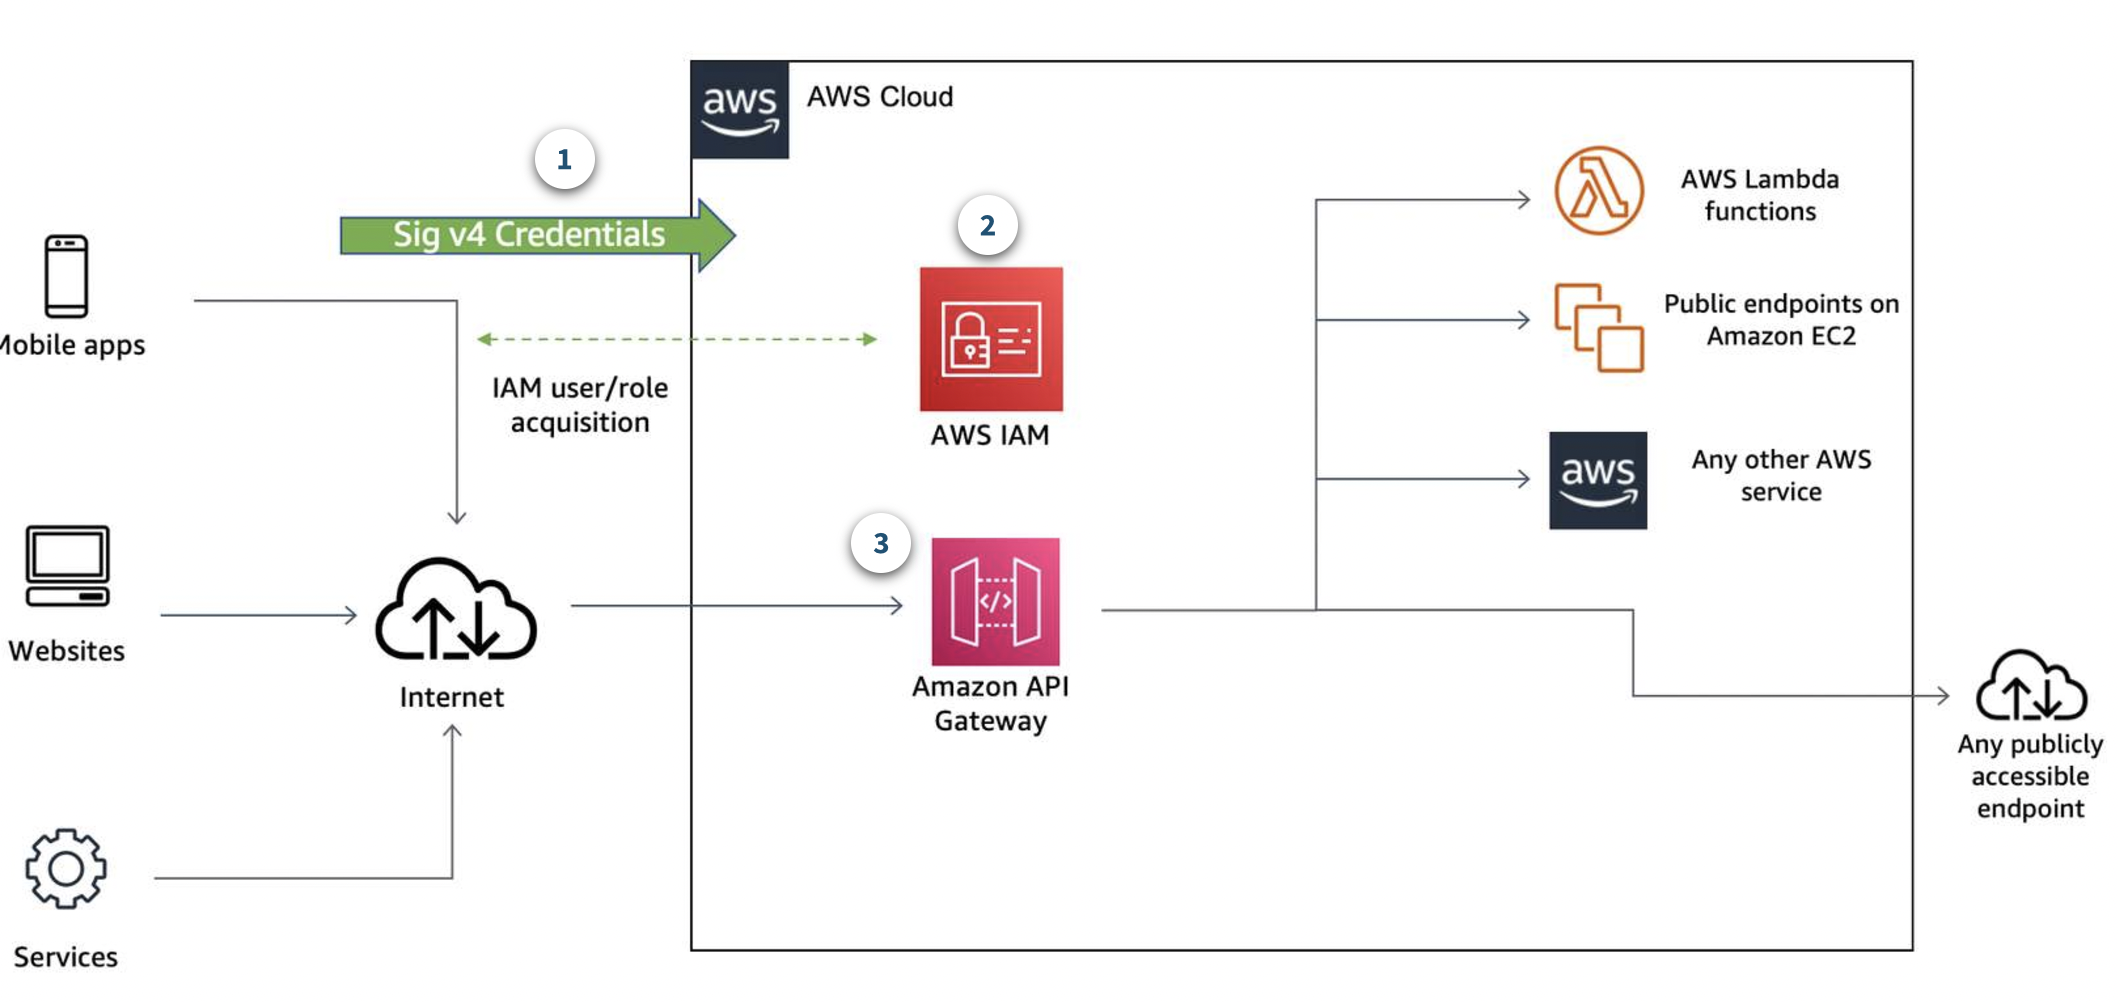 aws
AWS Cloud
1
Sig v4 Credentials
2
AWS Lambda
functions
Public endpoints on
Amazon EC2
Mobile apps
IAM user/role
acquisition
AWS IAM
aws
Any other AWS
service
3
</>
Websites
Internet
Amazon API
Gateway
Any publicly
accessible
endpoint
Services